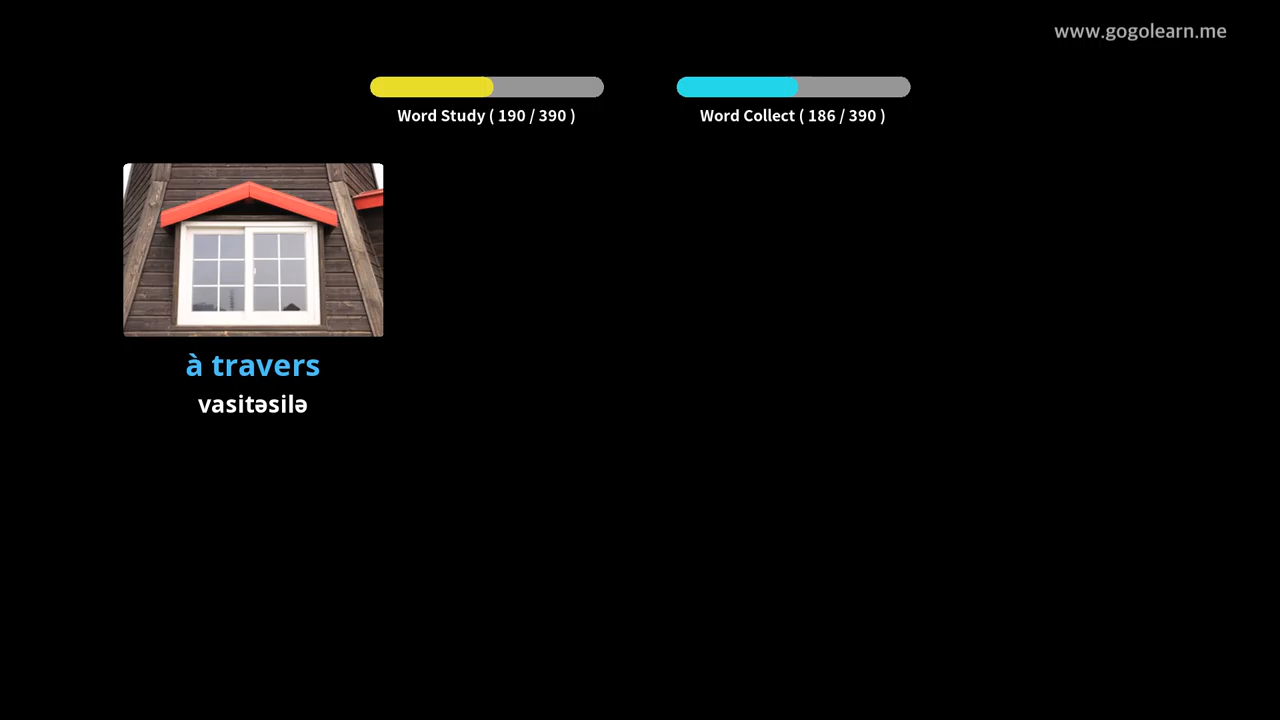 www.gogolearn.me
Word Study ( 190 / 390 )
Word Collect ( 186 / 390 )
à travers
vasitəsilə